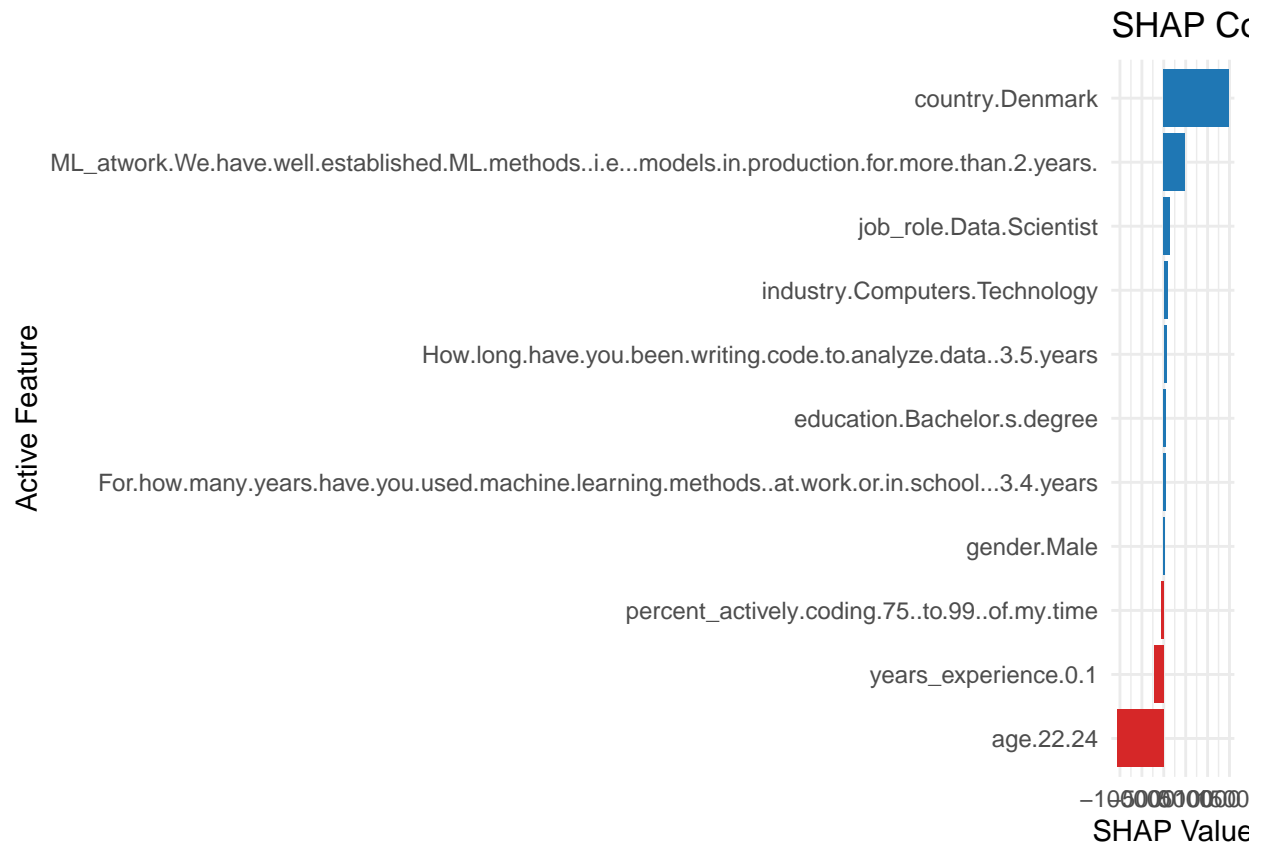 SHAP Co
country.Denmark
ML_atwork.We.have.well.established.ML.methods..i.e...models.in.production.for.more.than.2.years.
job_role.Data.Scientist
industry.Computers.Technology
How.long.have.you.been.writing.code.to.analyze.data..3.5.years
education.Bachelor.s.degree
For.how.many.years.have.you.used.machine.learning.methods..at.work.or.in.school...3.4.years
gender.Male
percent_actively.coding.75..to.99..of.my.time
years_experience.0.1
age.22.24
Active Feature
SHAP Value